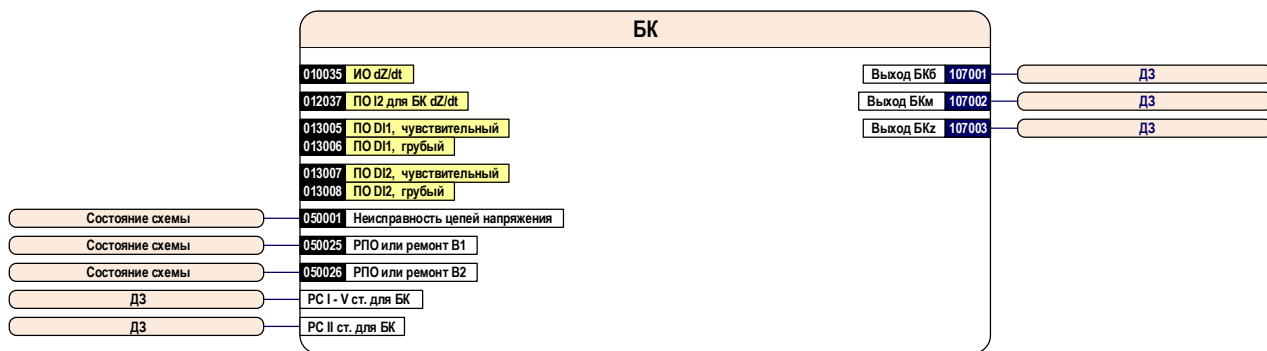 БК
010035 ИО dZ/dt
Выход БКб 107001 ДЗ
012037 ПО I2 для БК dZ/dt
Выход БКм 107002 ДЗ
013005 ПО DI1, чувствительный
Выход БКz 107003 ДЗ
013006 ПО DI1, грубый
013007 ПО DI2, чувствительный
013008 ПО DI2, грубый
Состояние схемы 050001 Неисправность цепей напряжения
Состояние схемы 050025 РПО или ремонт В1
Состояние схемы 050026 РПО или ремонт В2
ДЗ РС I - V ст. для БК
ДЗ РС II ст. для БК